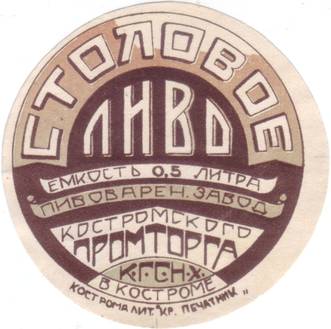 СТОЛОВОЕ
ПИВО
ЕМКОСТЬ 0,5 ЛИТРА
ПИВОВАРЕН. ЗАВОД
КОСТРОМСКОГО
ПРОМТОРГА
К.Г.С.Н.Х.
В КОСТРОМЕ
КОСТРОМА ЛИТ. "КР. ПЕЧАТНИК"